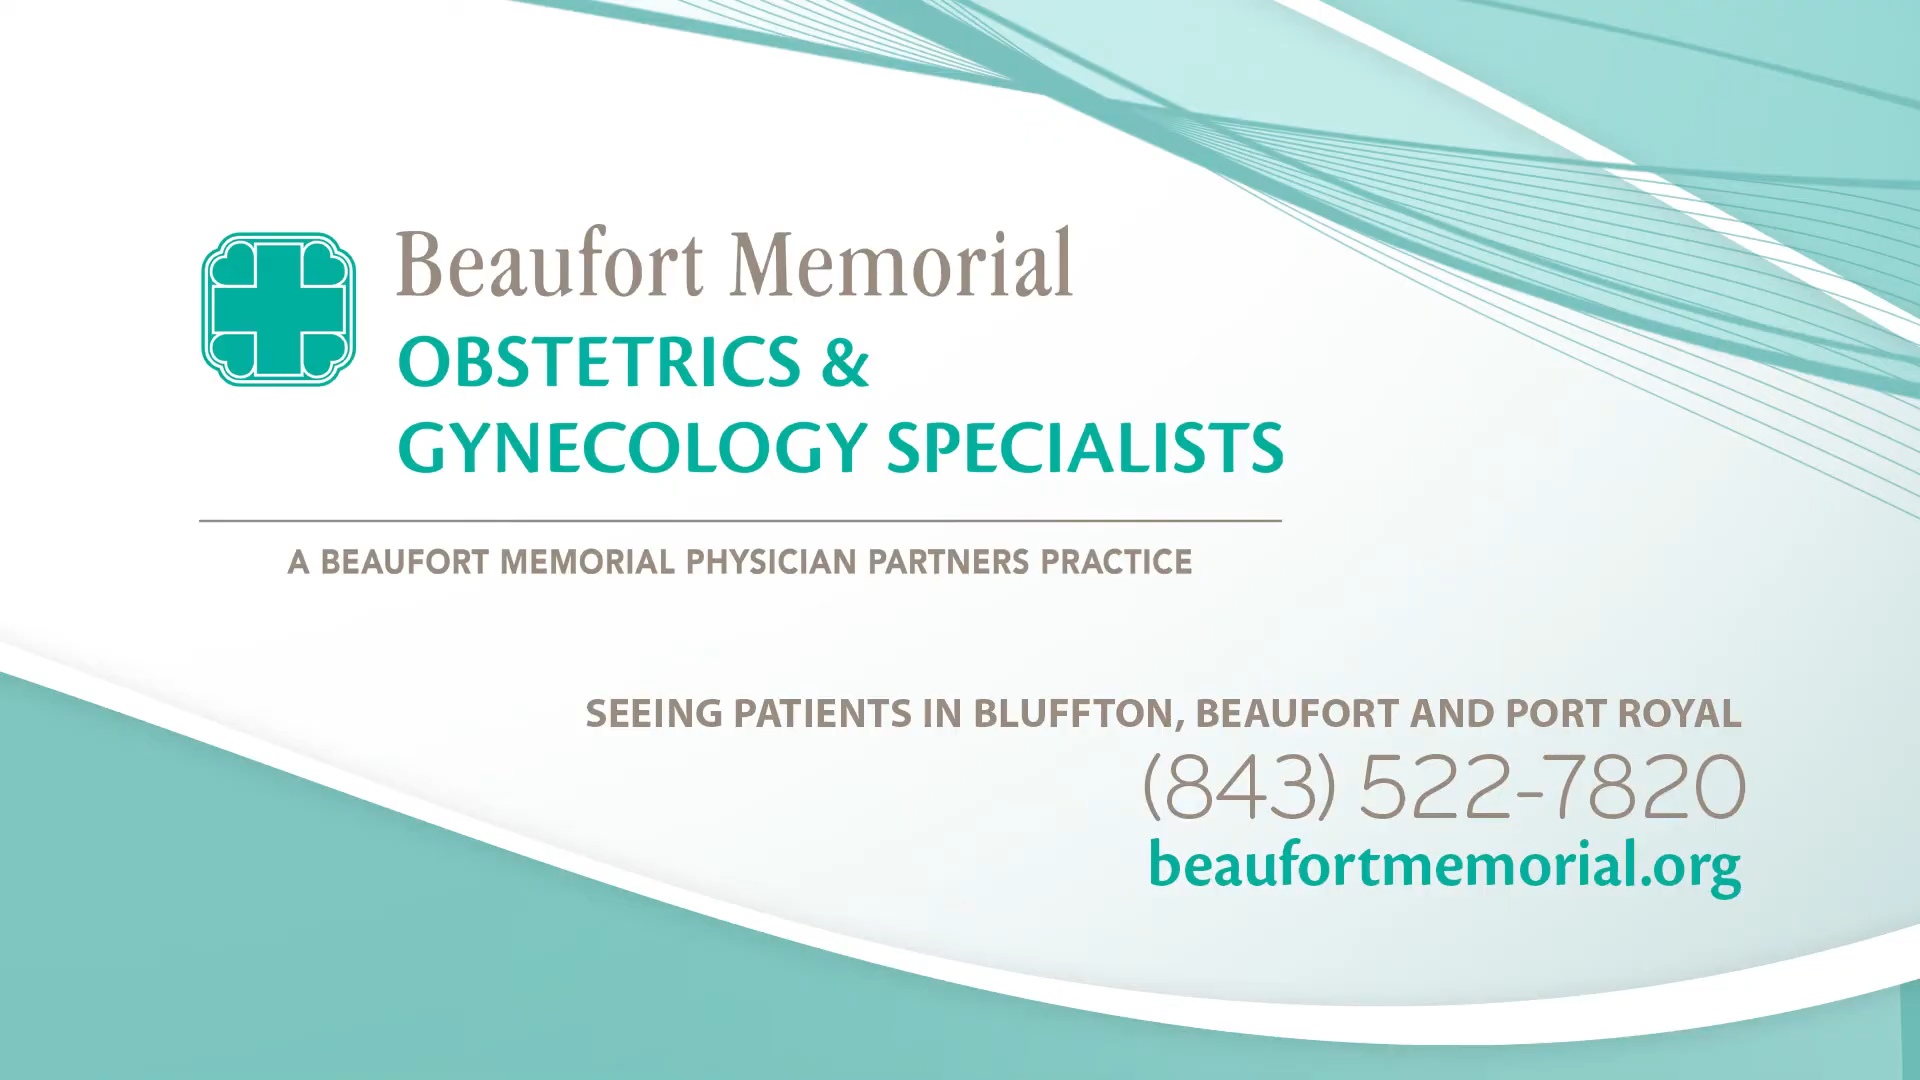 Beaufort Memorial
OBSTETRICS &
GYNECOLOGY SPECIALISTS
A BEAUFORT MEMORIAL PHYSICIAN PARTNERS PRACTICE
SEEING PATIENTS IN BLUFFTON, BEAUFORT AND PORT ROYAL
(843) 522-7820
beaufortmemorial.org